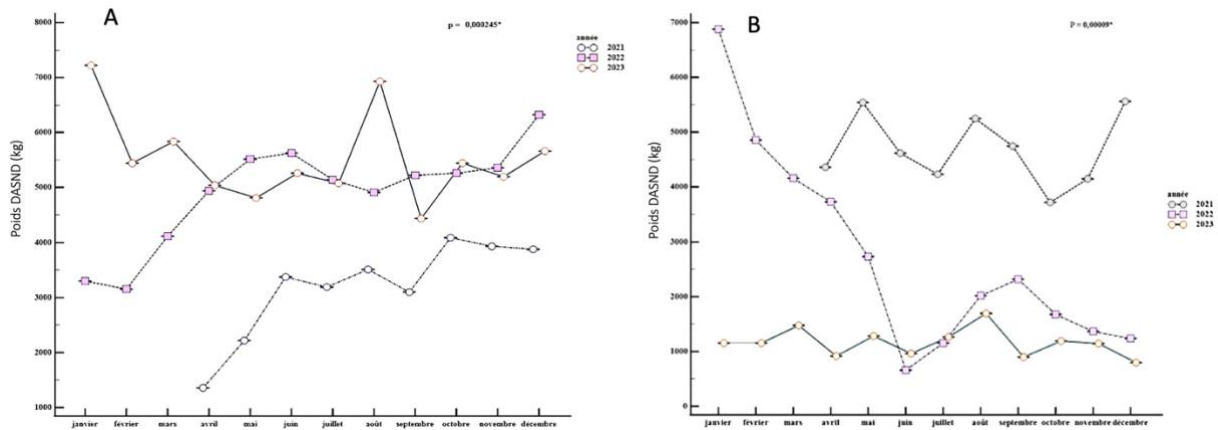 A
p = 0,000245*
année
2021
2022
2023
Poids DASND (kg)
8000
7000
6000
5000
4000
3000
2000
1000
janvier février mars avril mai juin juillet août septembre octobre novembre décembre
B
P = 0,00009*
année
2021
2022
2023
Poids DASND (kg)
7000
6000
5000
4000
3000
2000
1000
0
janvier février mars avril mai juin juillet août septembre octobre novembre décembre